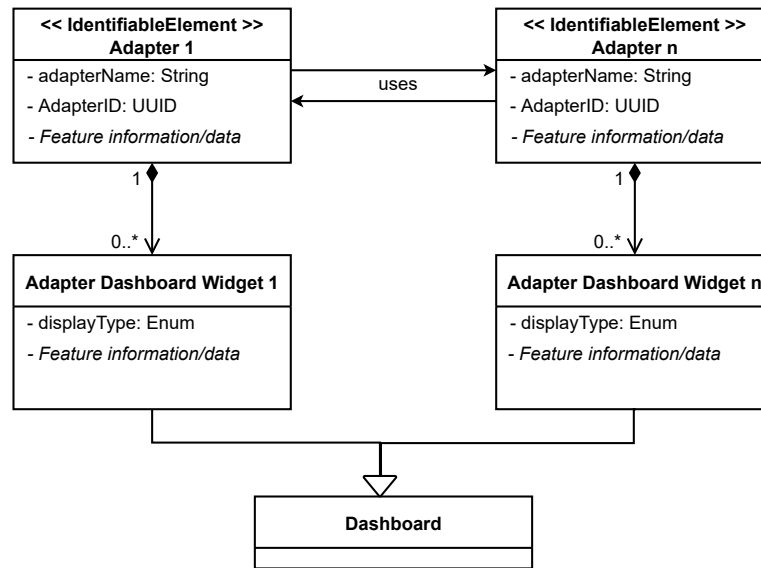 << IdentifiableElement >>
Adapter 1
- adapterName: String
- AdapterID: UUID
- Feature information/data
uses
<< IdentifiableElement >>
Adapter n
- adapterName: String
- AdapterID: UUID
- Feature information/data
1
0..*
1
0..*
Adapter Dashboard Widget 1
- displayType: Enum
- Feature information/data
Adapter Dashboard Widget n
- displayType: Enum
- Feature information/data
Dashboard